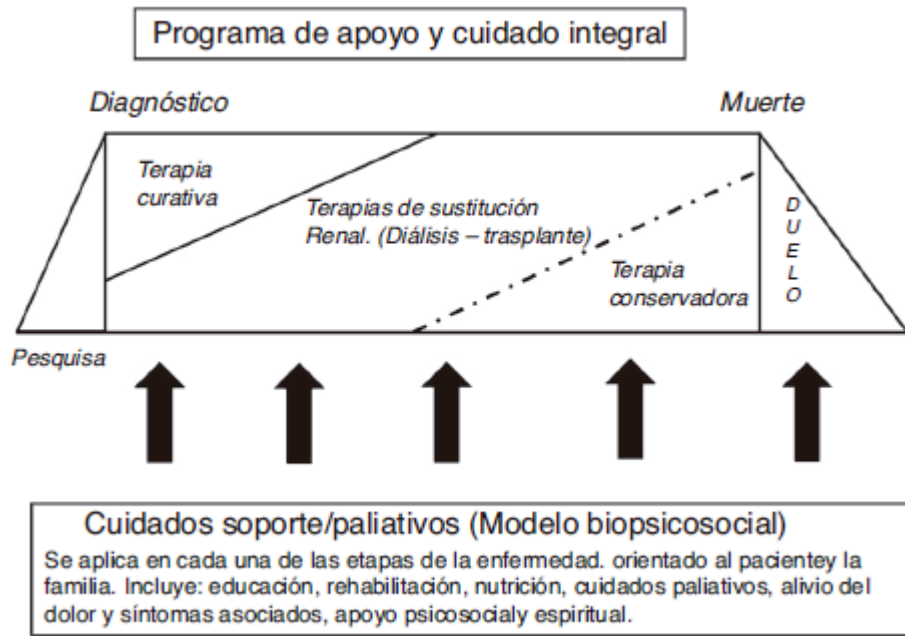 Programa de apoyo y cuidado integral
Diagnóstico
Muerte
Terapia
curativa
Terapias de sustitución
Renal. (Diálisis – trasplante)
Terapia
conservadora
D
U
E
L
O
Pesquisa
Cuidados soporte/paliativos (Modelo biopsicosocial)
Se aplica en cada una de las etapas de la enfermedad. orientado al pacientey la
familia. Incluye: educación, rehabilitación, nutrición, cuidados paliativos, alivio del
dolor y síntomas asociados, apoyo psicosocialy espiritual.